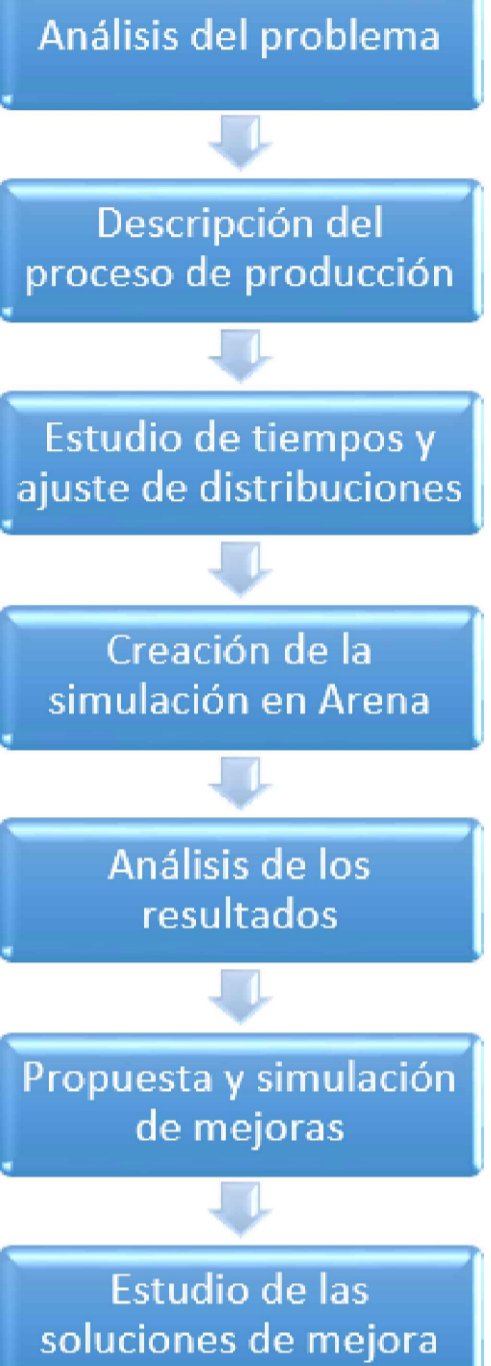 Análisis del problema
Descripción del
proceso de producción
Estudio de tiempos y
ajuste de distribuciones
Creación de la
simulación en Arena
Análisis de los
resultados
Propuesta y simulación
de mejoras
Estudio de las
soluciones de mejora